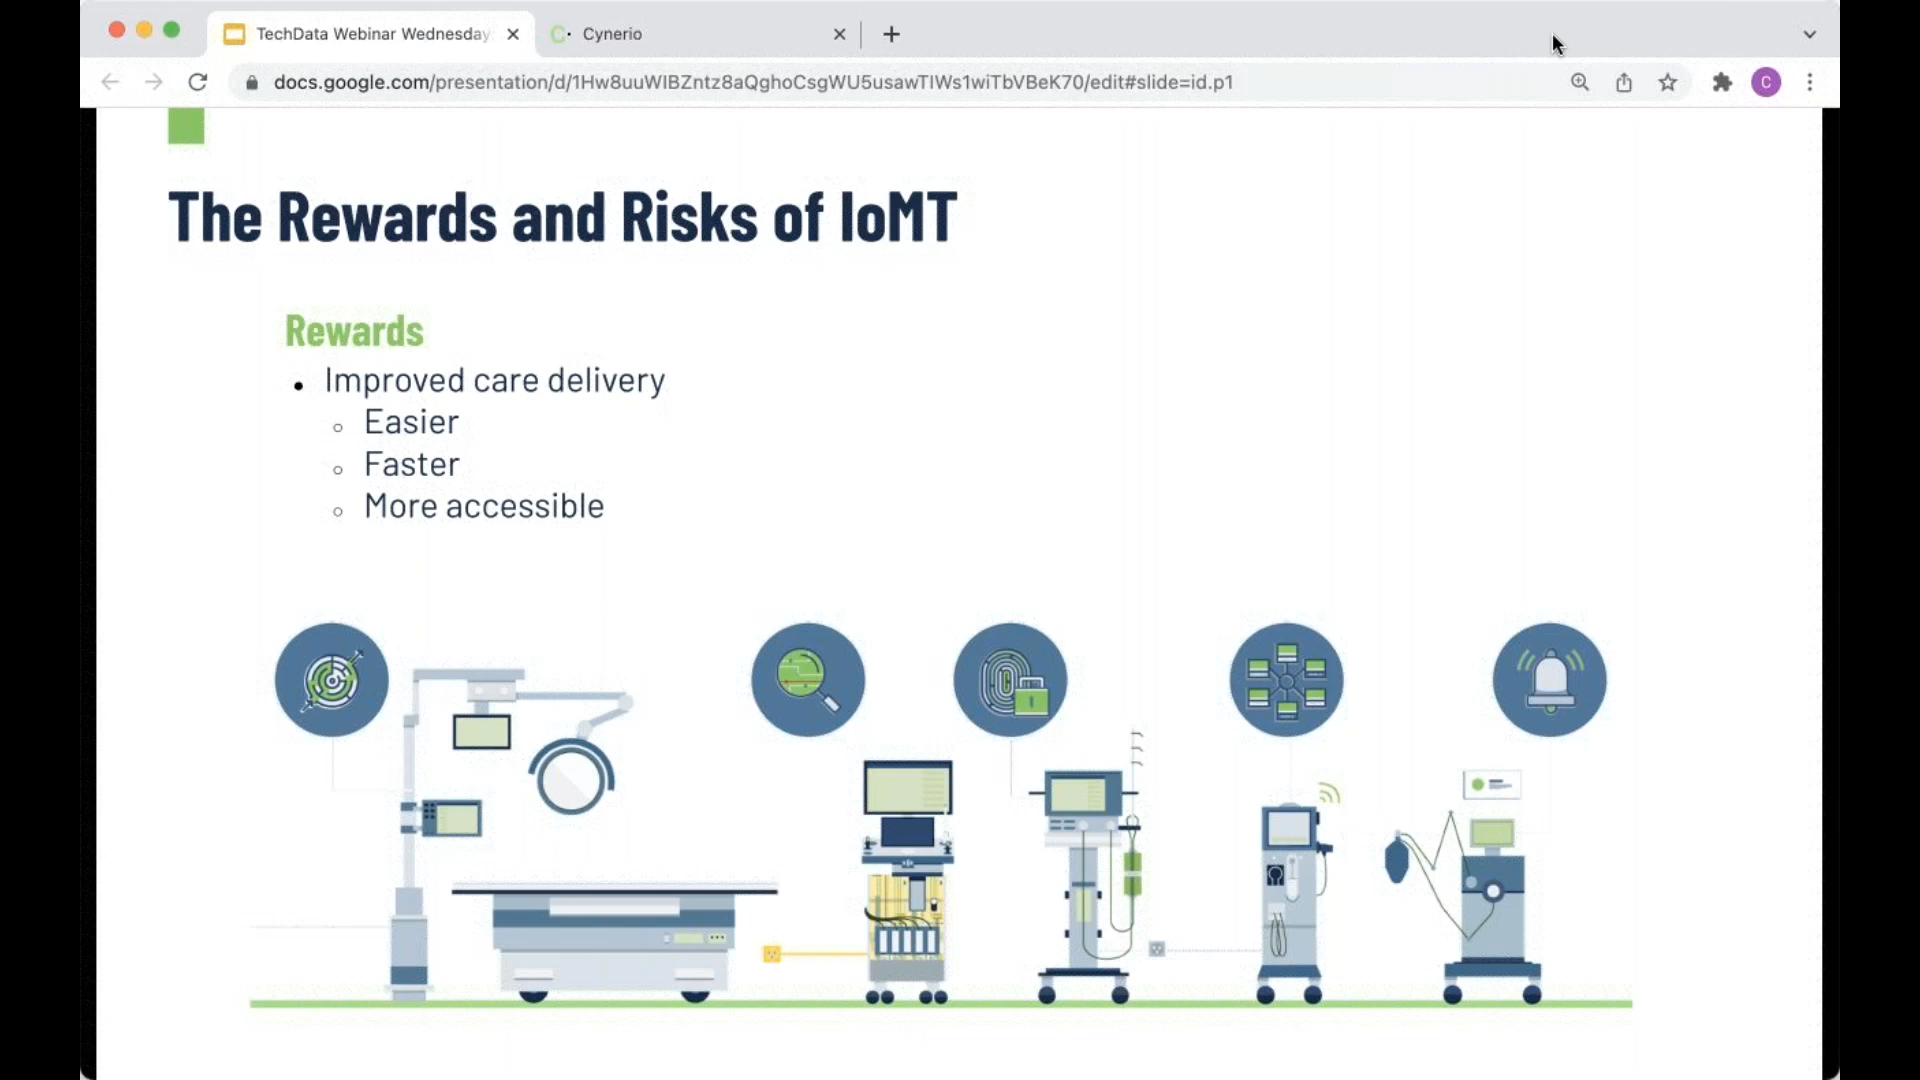 TechData Webinar Wednesday
Cynerio
docs.google.com/presentation/d/1Hw8uuWIBZntz8aQghoCsgWU5usawTIWs1wiTbVBeK70/edit#slide=id.p1
C
The Rewards and Risks of IoMT
Rewards
Improved care delivery
Easier
Faster
More accessible